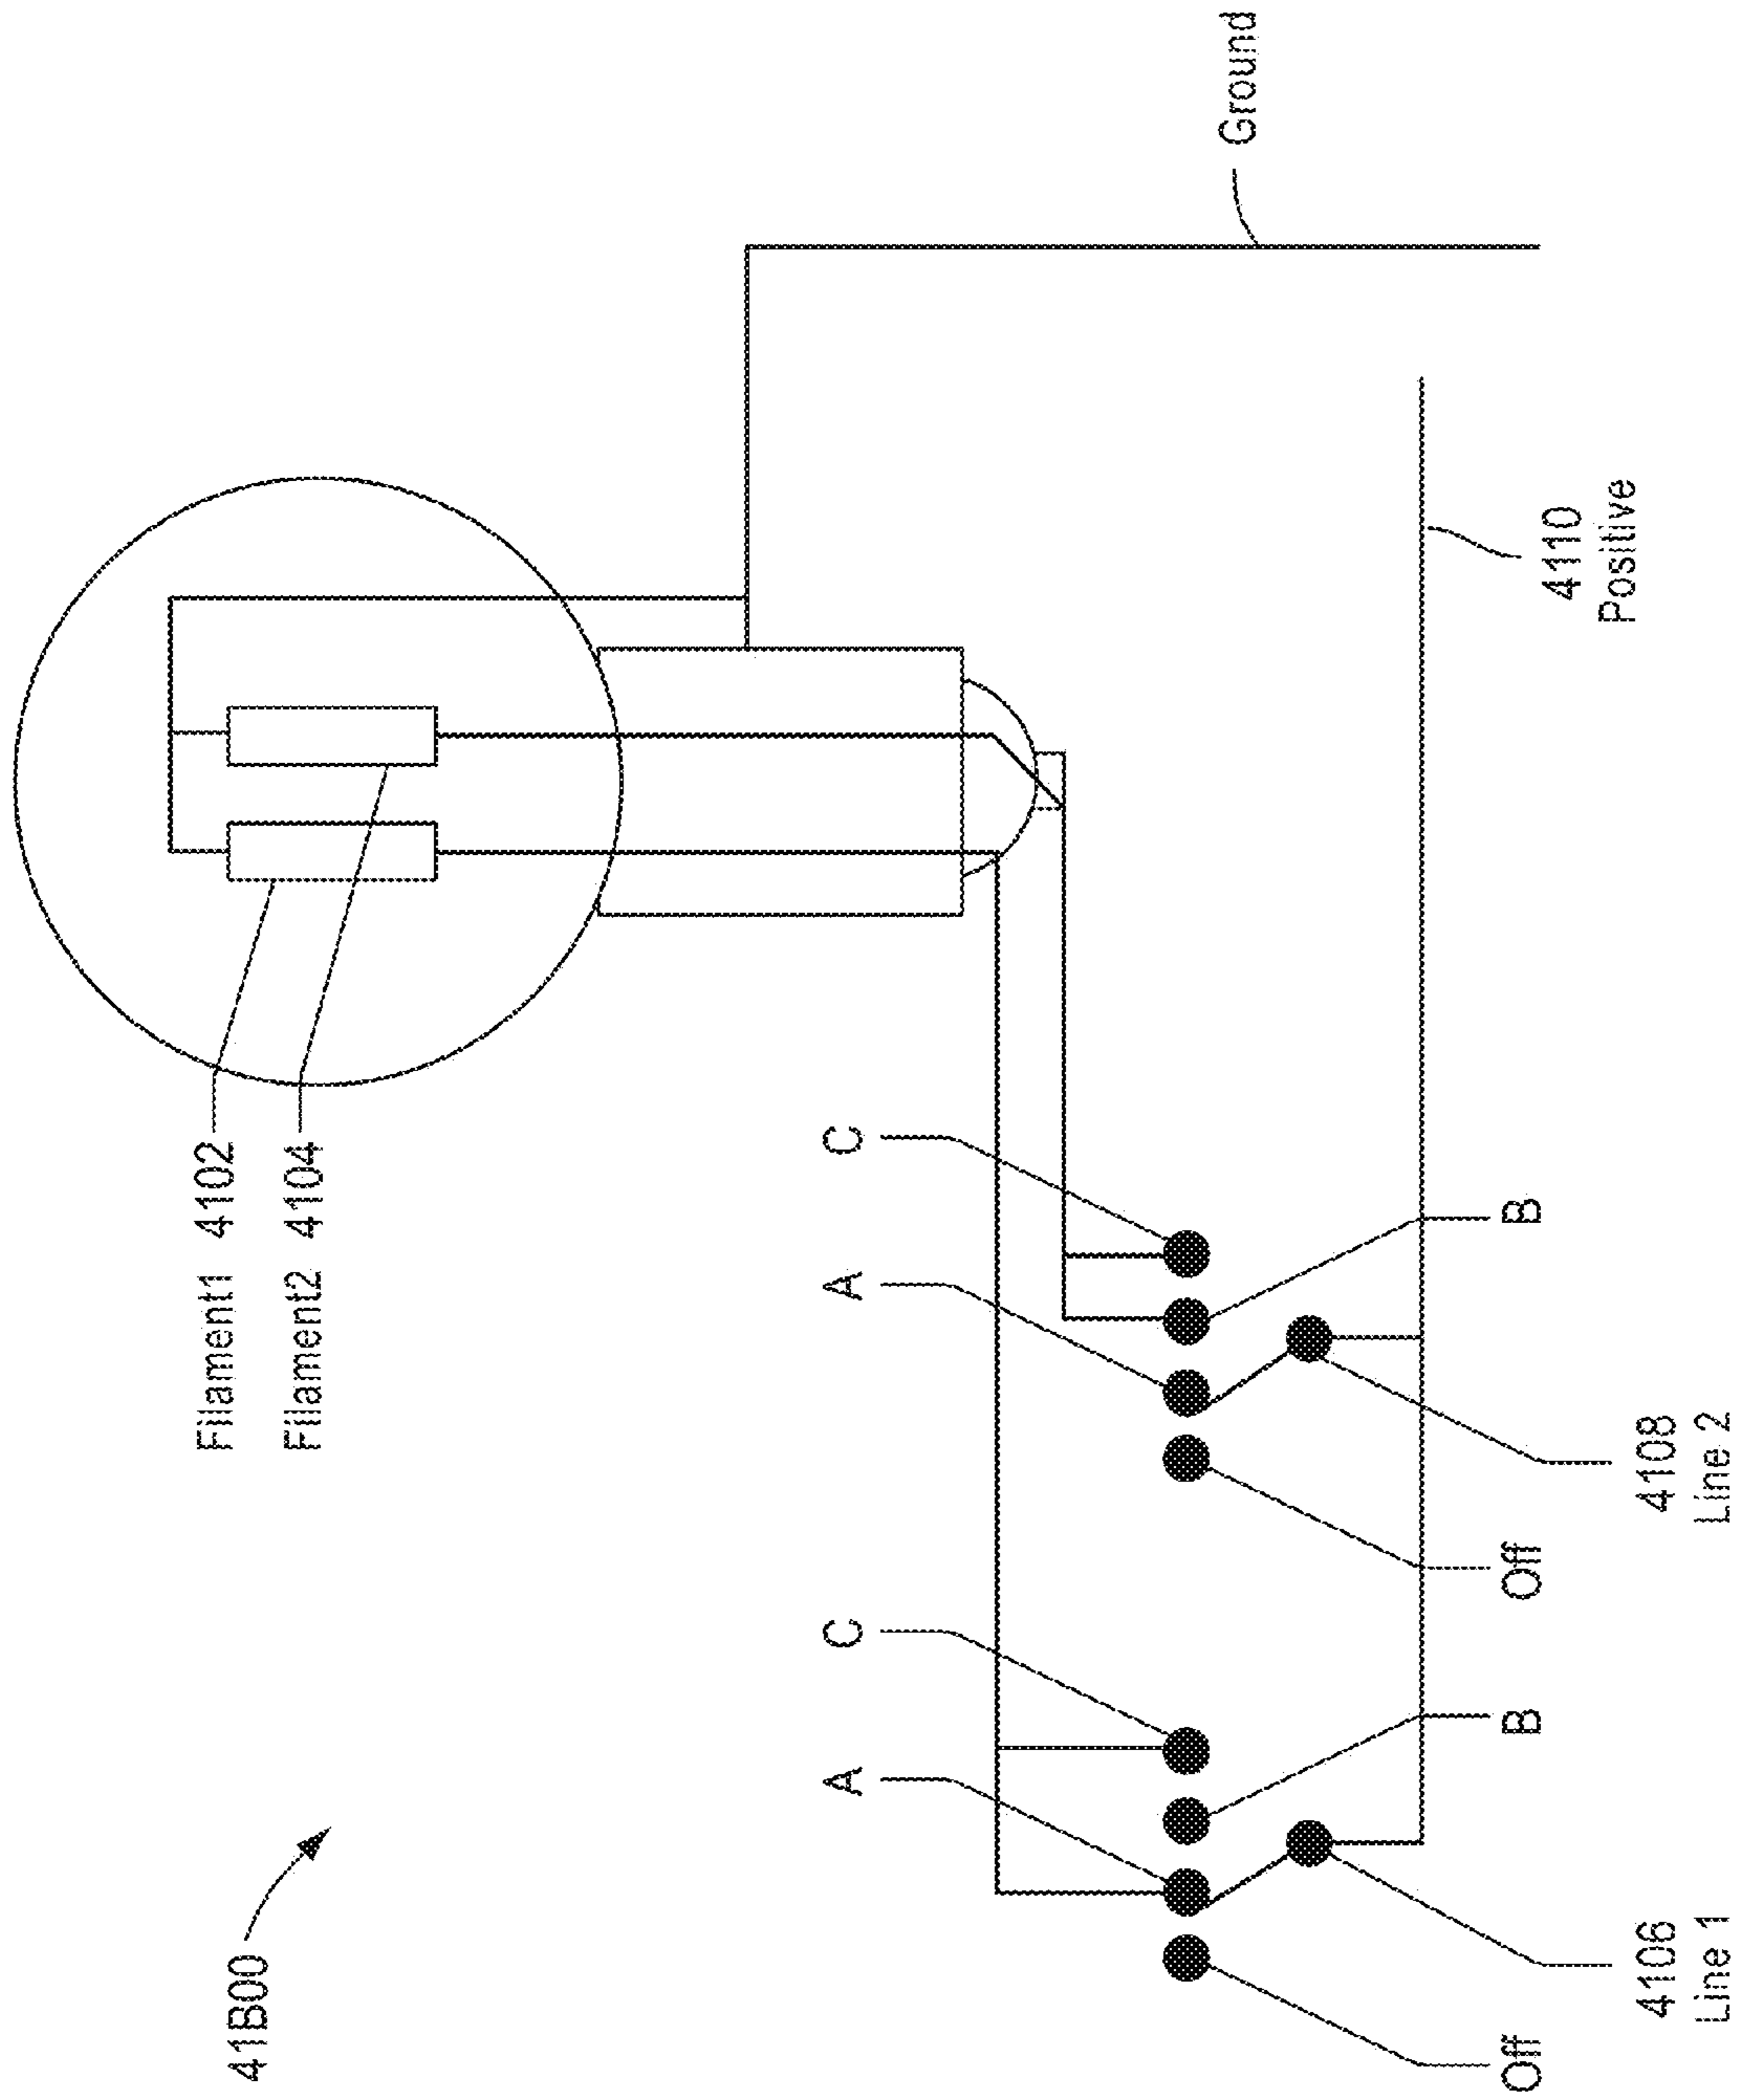 41B00
Filament1 4102
Filament2 4104
Ground
A
C
A
C
Off
B
Off
B
4106
Line 1
4108
Line 2
4110
Positive